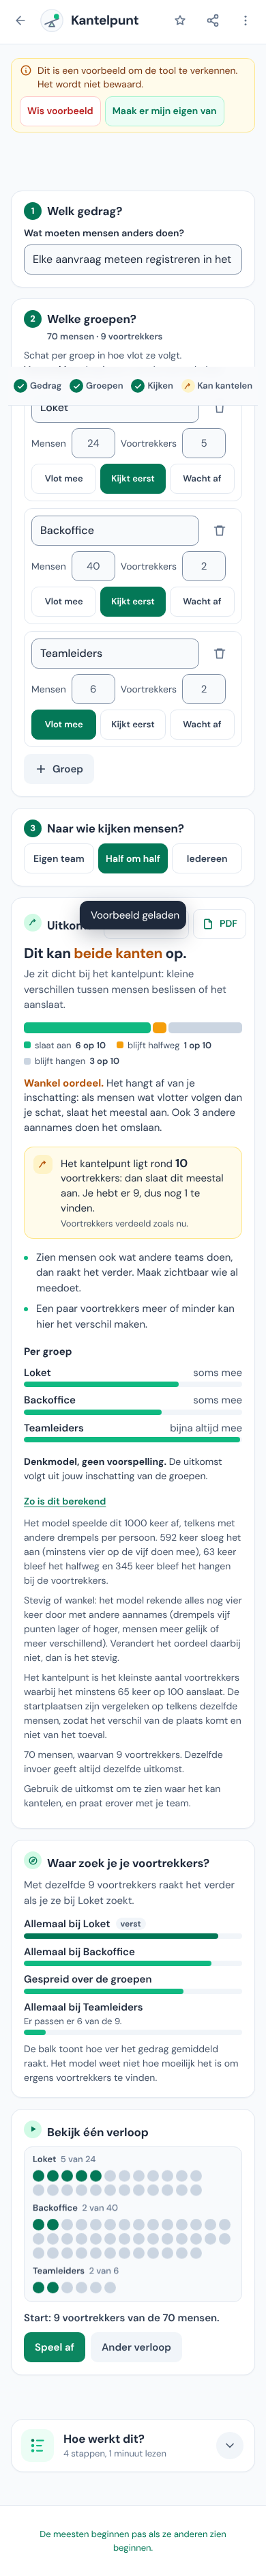 Kantelpunt
Dit is een voorbeeld om de tool te verkennen.
Het wordt niet bewaard.
Wis voorbeeld
Maak er mijn eigen van
1 Welk gedrag?
Wat moeten mensen anders doen?
Elke aanvraag meteen registreren in het
2 Welke groepen?
70 mensen · 9 voortrekkers
Schat per groep in hoe vlot ze volgt.
Gedrag Groepen Kijken Kan kantelen
Loket
Mensen 24 Voortrekkers 5
Vlot mee Kijkt eerst Wacht af
Backoffice
Mensen 40 Voortrekkers 2
Vlot mee Kijkt eerst Wacht af
Teamleiders
Mensen 6 Voortrekkers 2
Vlot mee Kijkt eerst Wacht af
+ Groep
3 Naar wie kijken mensen?
Eigen team Half om half Iedereen
Voorbeeld geladen
PDF
Dit kan beide kanten op.
Je zit dicht bij het kantelpunt: kleine
verschillen tussen mensen beslissen of het
aanslaat.
slaat aan 6 op 10 blijft halfweg 1 op 10
blijft hangen 3 op 10
Wankel oordeel. Het hangt af van je
inschatting: als mensen wat vlotter volgen dan
je schat, slaat het meestal aan. Ook 3 andere
aannames doen het omslaan.
Het kantelpunt ligt rond 10
voortrekkers: dan slaat dit meestal
aan. Je hebt er 9, dus nog 1 te
vinden.
Voortrekkers verdeeld zoals nu.
Zien mensen ook wat andere teams doen,
dan raakt het verder. Maak zichtbaar wie al
meedoet.
Een paar voortrekkers meer of minder kan
hier het verschil maken.
Per groep
Loket soms mee
Backoffice soms mee
Teamleiders bijna altijd mee
Denkmodel, geen voorspelling. De uitkomst
volgt uit jouw inschatting van de groepen.
Zo is dit berekend
Het model speelde dit 1000 keer af, telkens met
andere drempels per persoon. 592 keer sloeg het
aan (minstens vier op de vijf doen mee), 63 keer
bleef het halfweg en 345 keer bleef het hangen
bij de voortrekkers.
Stevig of wankel: het model rekende alles nog vier
keer door met andere aannames (drempels vijf
punten lager of hoger, mensen meer gelijk of
meer verschillend). Verandert het oordeel daarbij
niet, dan is het stevig.
Het kantelpunt is het kleinste aantal voortrekkers
waarbij het minstens 65 keer op 100 aanslaat. De
startplaatsen zijn vergeleken op telkens dezelfde
mensen, zodat het verschil van de plaats komt en
niet van het toeval.
70 mensen, waarvan 9 voortrekkers. Dezelfde
invoer geeft altijd dezelfde uitkomst.
Gebruik de uitkomst om te zien waar het kan
kantelen, en praat erover met je team.
Waar zoek je je voortrekkers?
Met dezelfde 9 voortrekkers raakt het verder
als je ze bij Loket zoekt.
Allemaal bij Loket verst
Allemaal bij Backoffice
Gespreid over de groepen
Allemaal bij Teamleiders
Er passen er 6 van de 9.
De balk toont hoe ver het gedrag gemiddeld
raakt. Het model weet niet hoe moeilijk het is om
ergens voortrekkers te vinden.
Bekijk één verloop
Loket 5 van 24
Backoffice 2 van 40
Teamleiders 2 van 6
Start: 9 voortrekkers van de 70 mensen.
Speel af Ander verloop
Hoe werkt dit?
4 stappen, 1 minuut lezen
De meesten beginnen pas als ze anderen zien
beginnen.